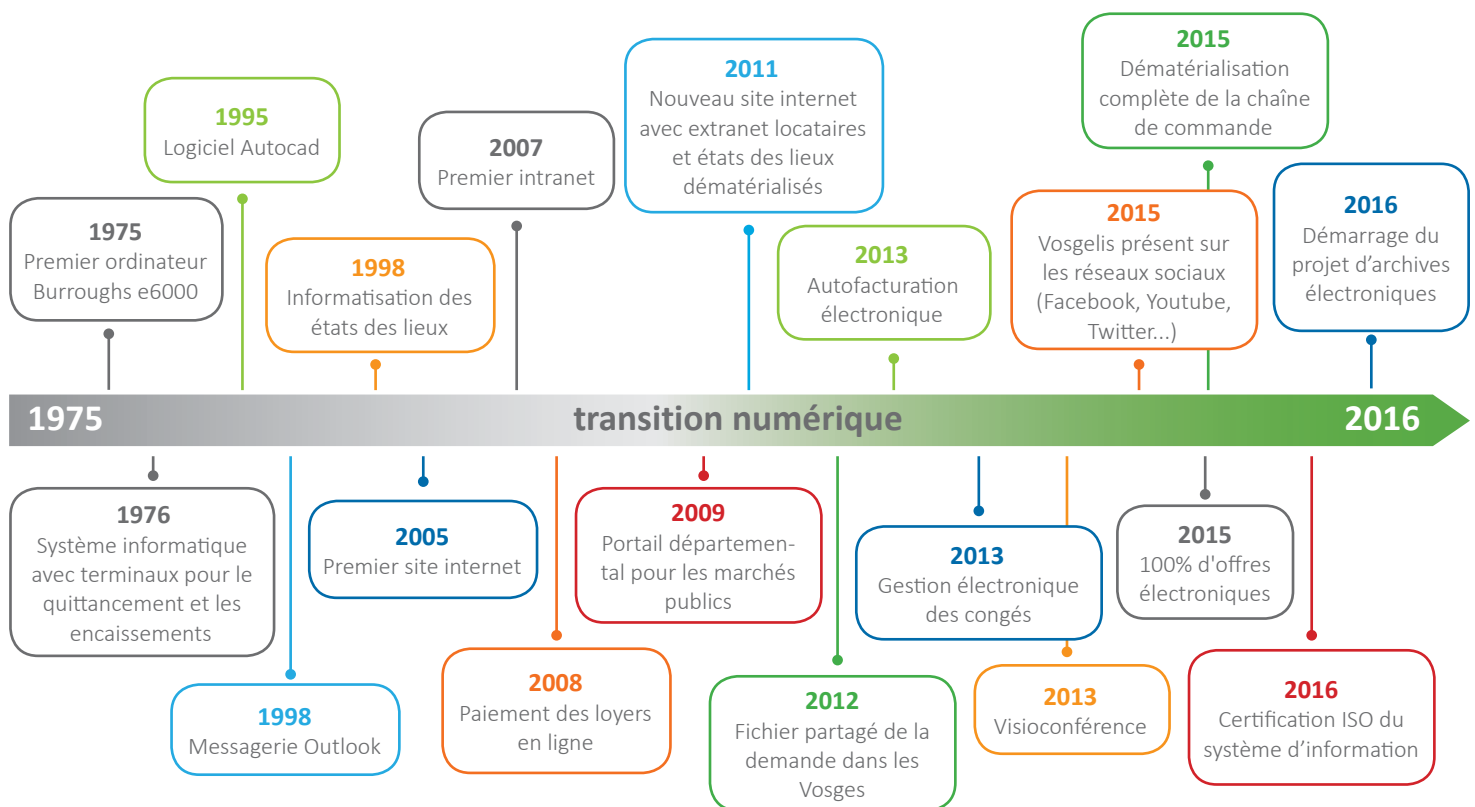 1975
Premier ordinateur
Burroughs e6000
1995
Logiciel Autocad
1998
Informatisation des
états des lieux
2007
Premier intranet
2011
Nouveau site internet
avec extranet locataires
et états des lieux
dématérialisés
2013
Autofacturation
électronique
2015
Vosgelis présent sur
les réseaux sociaux
(Facebook, Youtube,
Twitter...)
2015
Dématérialisation
complète de la chaîne
de commande
2016
Démarrage du
projet d’archives
électroniques
1975 transition numérique 2016
1976
Système informatique
avec terminaux pour le
quittancement et les
encaissements
1998
Messagerie Outlook
2005
Premier site internet
2008
Paiement des loyers
en ligne
2009
Portail départemen-
tal pour les marchés
publics
2012
Fichier partagé de la
demande dans les
Vosges
2013
Gestion électronique
des congés
2013
Visioconférence
2015
100% d'offres
électroniques
2016
Certification ISO du
système d’information